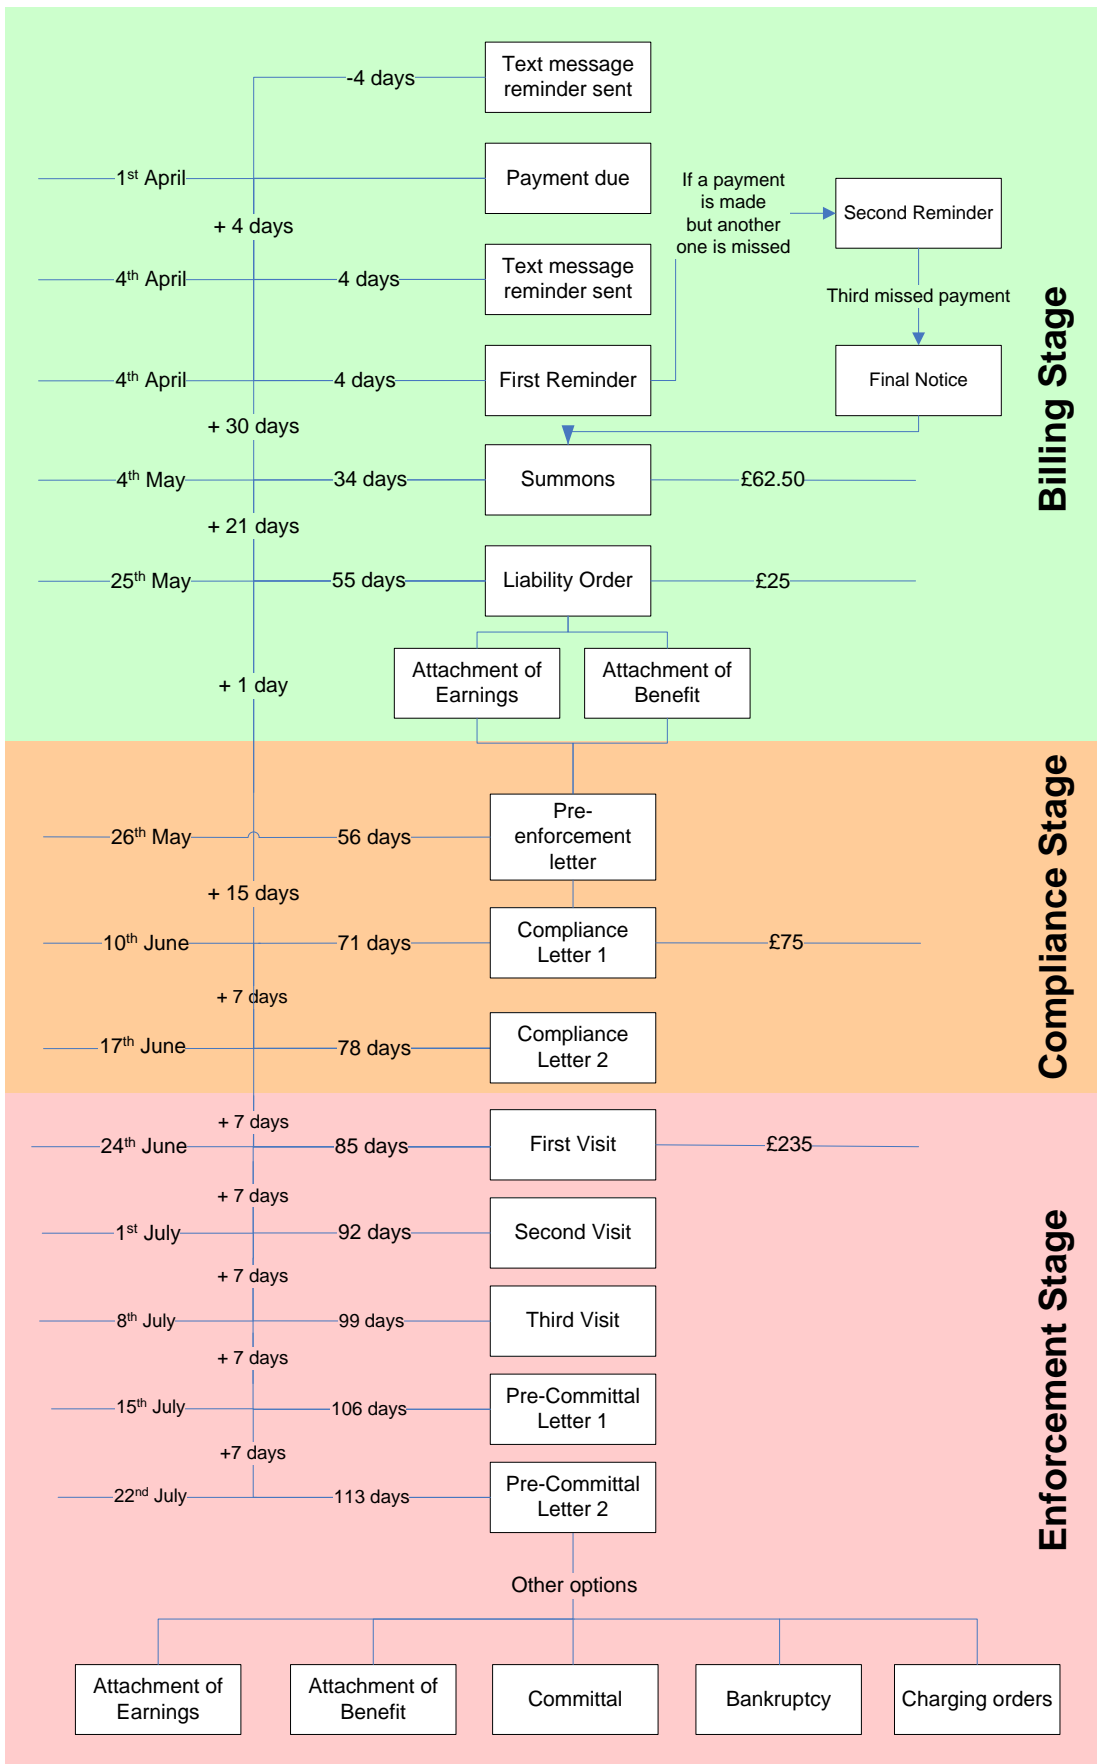 -4 days
Text message
reminder sent
1st April
Payment due
If a payment
is made
but another
one is missed
Second Reminder
+ 4 days
4th April
4 days
Text message
reminder sent
Third missed payment
4th April
4 days
First Reminder
Final Notice
+ 30 days
4th May
34 days
Summons
£62.50
+ 21 days
25th May
55 days
Liability Order
£25
Attachment of
Earnings
Attachment of
Benefit
+ 1 day
Billing Stage
26th May
56 days
Pre-
enforcement
letter
+ 15 days
10th June
71 days
Compliance
Letter 1
£75
+ 7 days
17th June
78 days
Compliance
Letter 2
Compliance Stage
+ 7 days
24th June
85 days
First Visit
£235
+ 7 days
1st July
92 days
Second Visit
+ 7 days
8th July
99 days
Third Visit
+ 7 days
15th July
106 days
Pre-Committal
Letter 1
+7 days
22nd July
113 days
Pre-Committal
Letter 2
Enforcement Stage
Other options
Attachment of
Earnings
Attachment of
Benefit
Committal
Bankruptcy
Charging orders